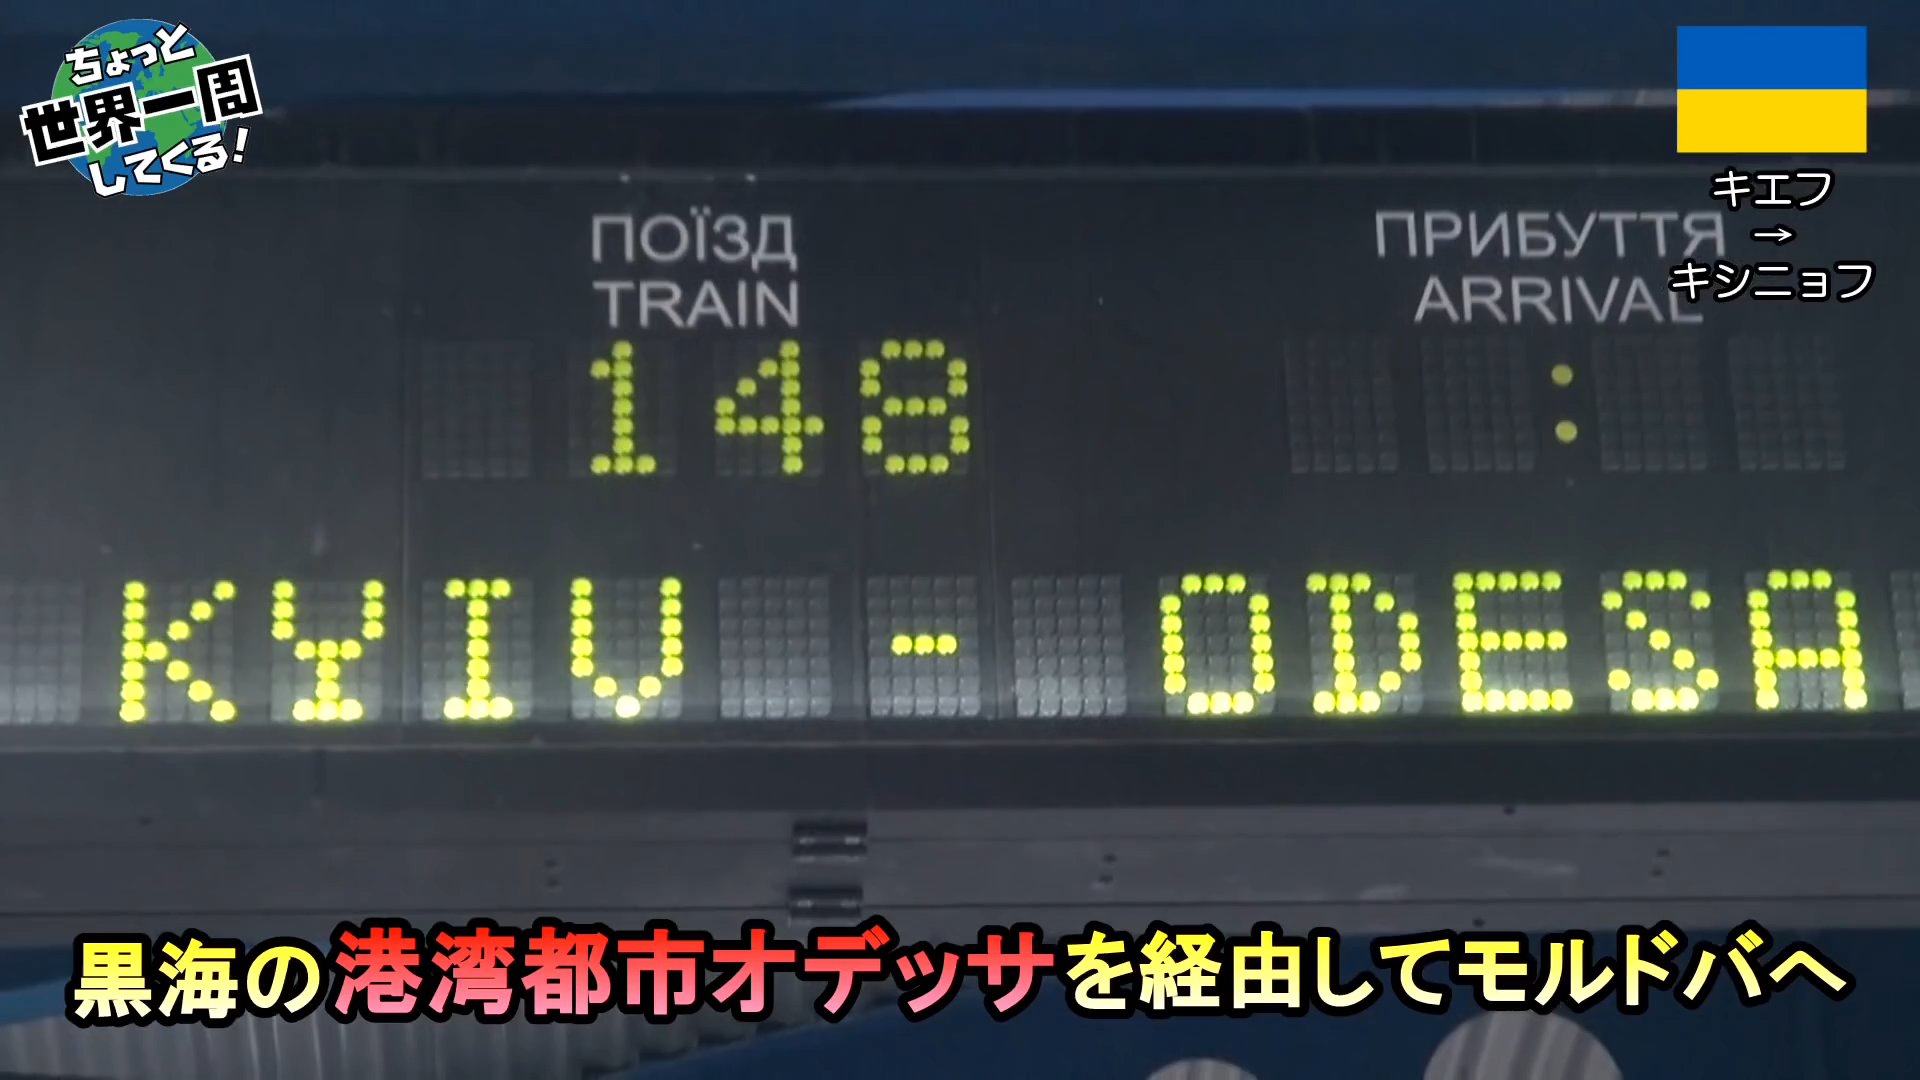 ちょっと
世界一周
してくる!
キエフ
→
キシニョフ
ПОЇЗД
TRAIN
ПРИБУТТЯ
ARRIVAL
148
:
KYIV - ODESA
黒海の港湾都市オデッサを経由してモルドバへ